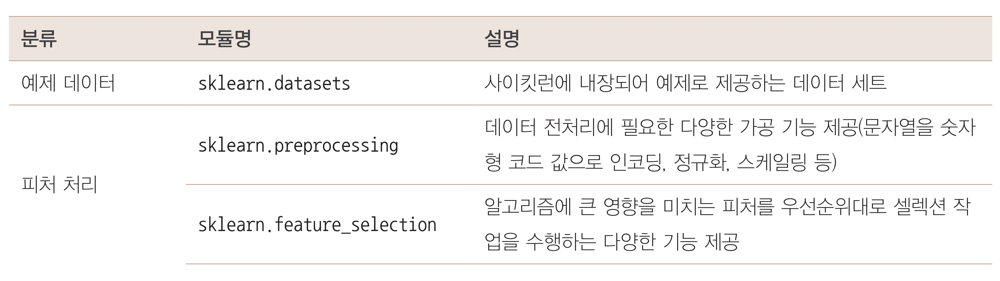 분류 모듈명 설명
예제 데이터 sklearn.datasets 사이킷런에 내장되어 예제로 제공하는 데이터 세트
데이터 전처리에 필요한 다양한 가공 기능 제공(문자열을 숫자
sklearn.preprocessing
형 코드 값으로 인코딩, 정규화, 스케일링 등)
피처 처리
알고리즘에 큰 영향을 미치는 피처를 우선순위대로 셀렉션 작
sklearn.feature_selection
업을 수행하는 다양한 기능 제공